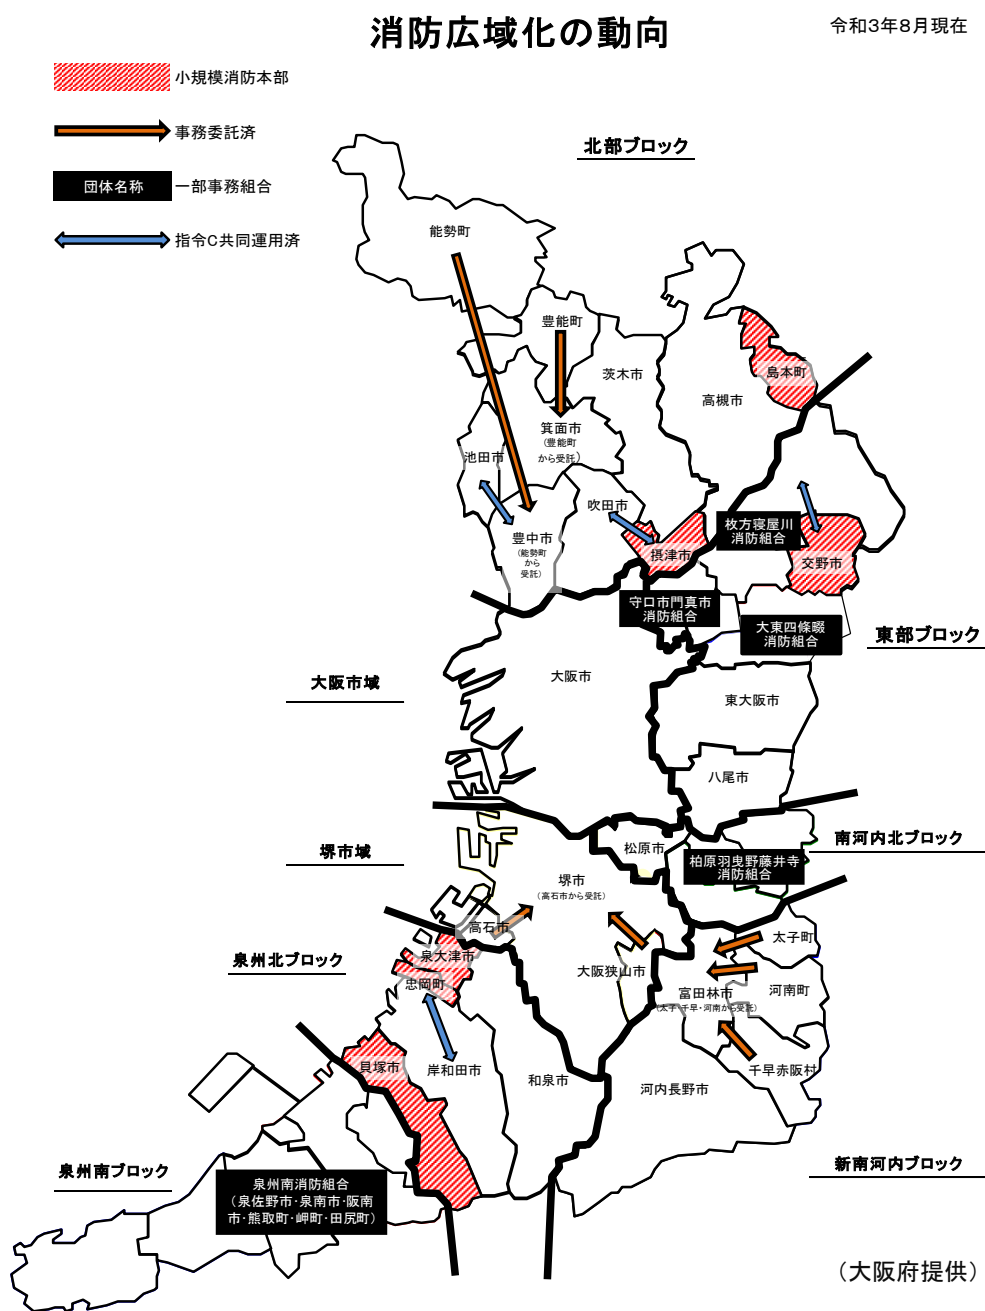 消防広域化の動向
令和3年8月現在
小規模消防本部
事務委託済
団体名称
一部事務組合
指令C共同運用済
北部ブロック
能勢町
豊能町
茨木市
島本町
高槻市
箕面市
（豊能町
から受託）
池田市
吹田市
豊中市
（能勢町
から
受託）
摂津市
枚方寝屋川
消防組合
交野市
守口市門真市
消防組合
大東四條畷
消防組合
東部ブロック
大阪市域
大阪市
東大阪市
八尾市
堺市域
松原市
南河内北ブロック
柏原羽曳野藤井寺
消防組合
堺市
（高石市から受託）
高石市
泉州北ブロック
泉大津市
忠岡町
大阪狭山市
太子町
富田林市
（太子・千早・河南から受託）
河南町
貝塚市
岸和田市
和泉市
河内長野市
千早赤阪村
泉州南ブロック
新南河内ブロック
泉州南消防組合
（泉佐野市・泉南市・阪南
市・熊取町・岬町・田尻町）
（大阪府提供）